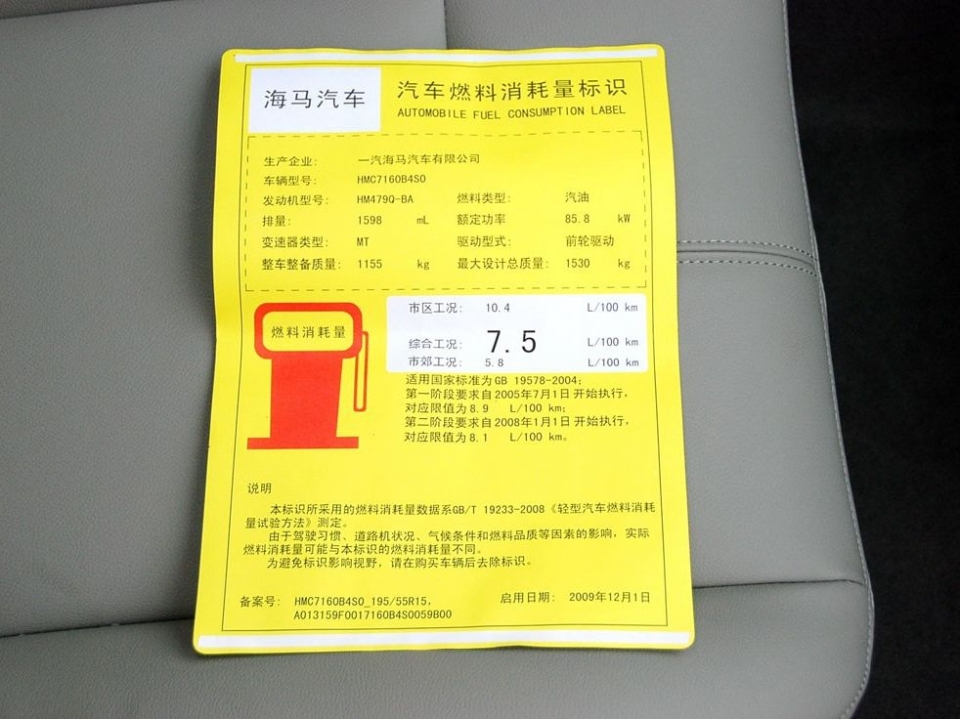 海马汽车
汽车燃料消耗量标识
AUTOMOBILE FUEL CONSUMPTION LABEL
生产企业: 一汽海马汽车有限公司
车辆型号: HMC7160B4S0
发动机型号: HM479Q-BA 燃料类型: 汽油
排量: 1598 mL 额定功率 85.8 kW
变速器类型: MT 驱动型式: 前轮驱动
整车整备质量: 1155 kg 最大设计总质量: 1530 kg
燃料消耗量
市区工况: 10.4 L/100 km
综合工况: 7.5 L/100 km
市郊工况: 5.8 L/100 km
适用国家标准为GB 19578-2004;
第一阶段要求自2005年7月1日开始执行,
对应限值为8.9 L/100 km;
第二阶段要求自2008年1月1日开始执行,
对应限值为8.1 L/100 km。
说明
本标识所采用的燃料消耗量数据系GB/T 19233-2008《轻型汽车燃料消耗
量试验方法》测定。
由于驾驶习惯、道路机状况、气候条件和燃料品质等因素的影响,实际
燃料消耗量可能与本标识的燃料消耗量不同。
为避免标识影响视野,请在购买车辆后去除标识。
备案号: HMC7160B4S0_195/55R15, 启用日期: 2009年12月1日
A013159F0017160B4S0059B00